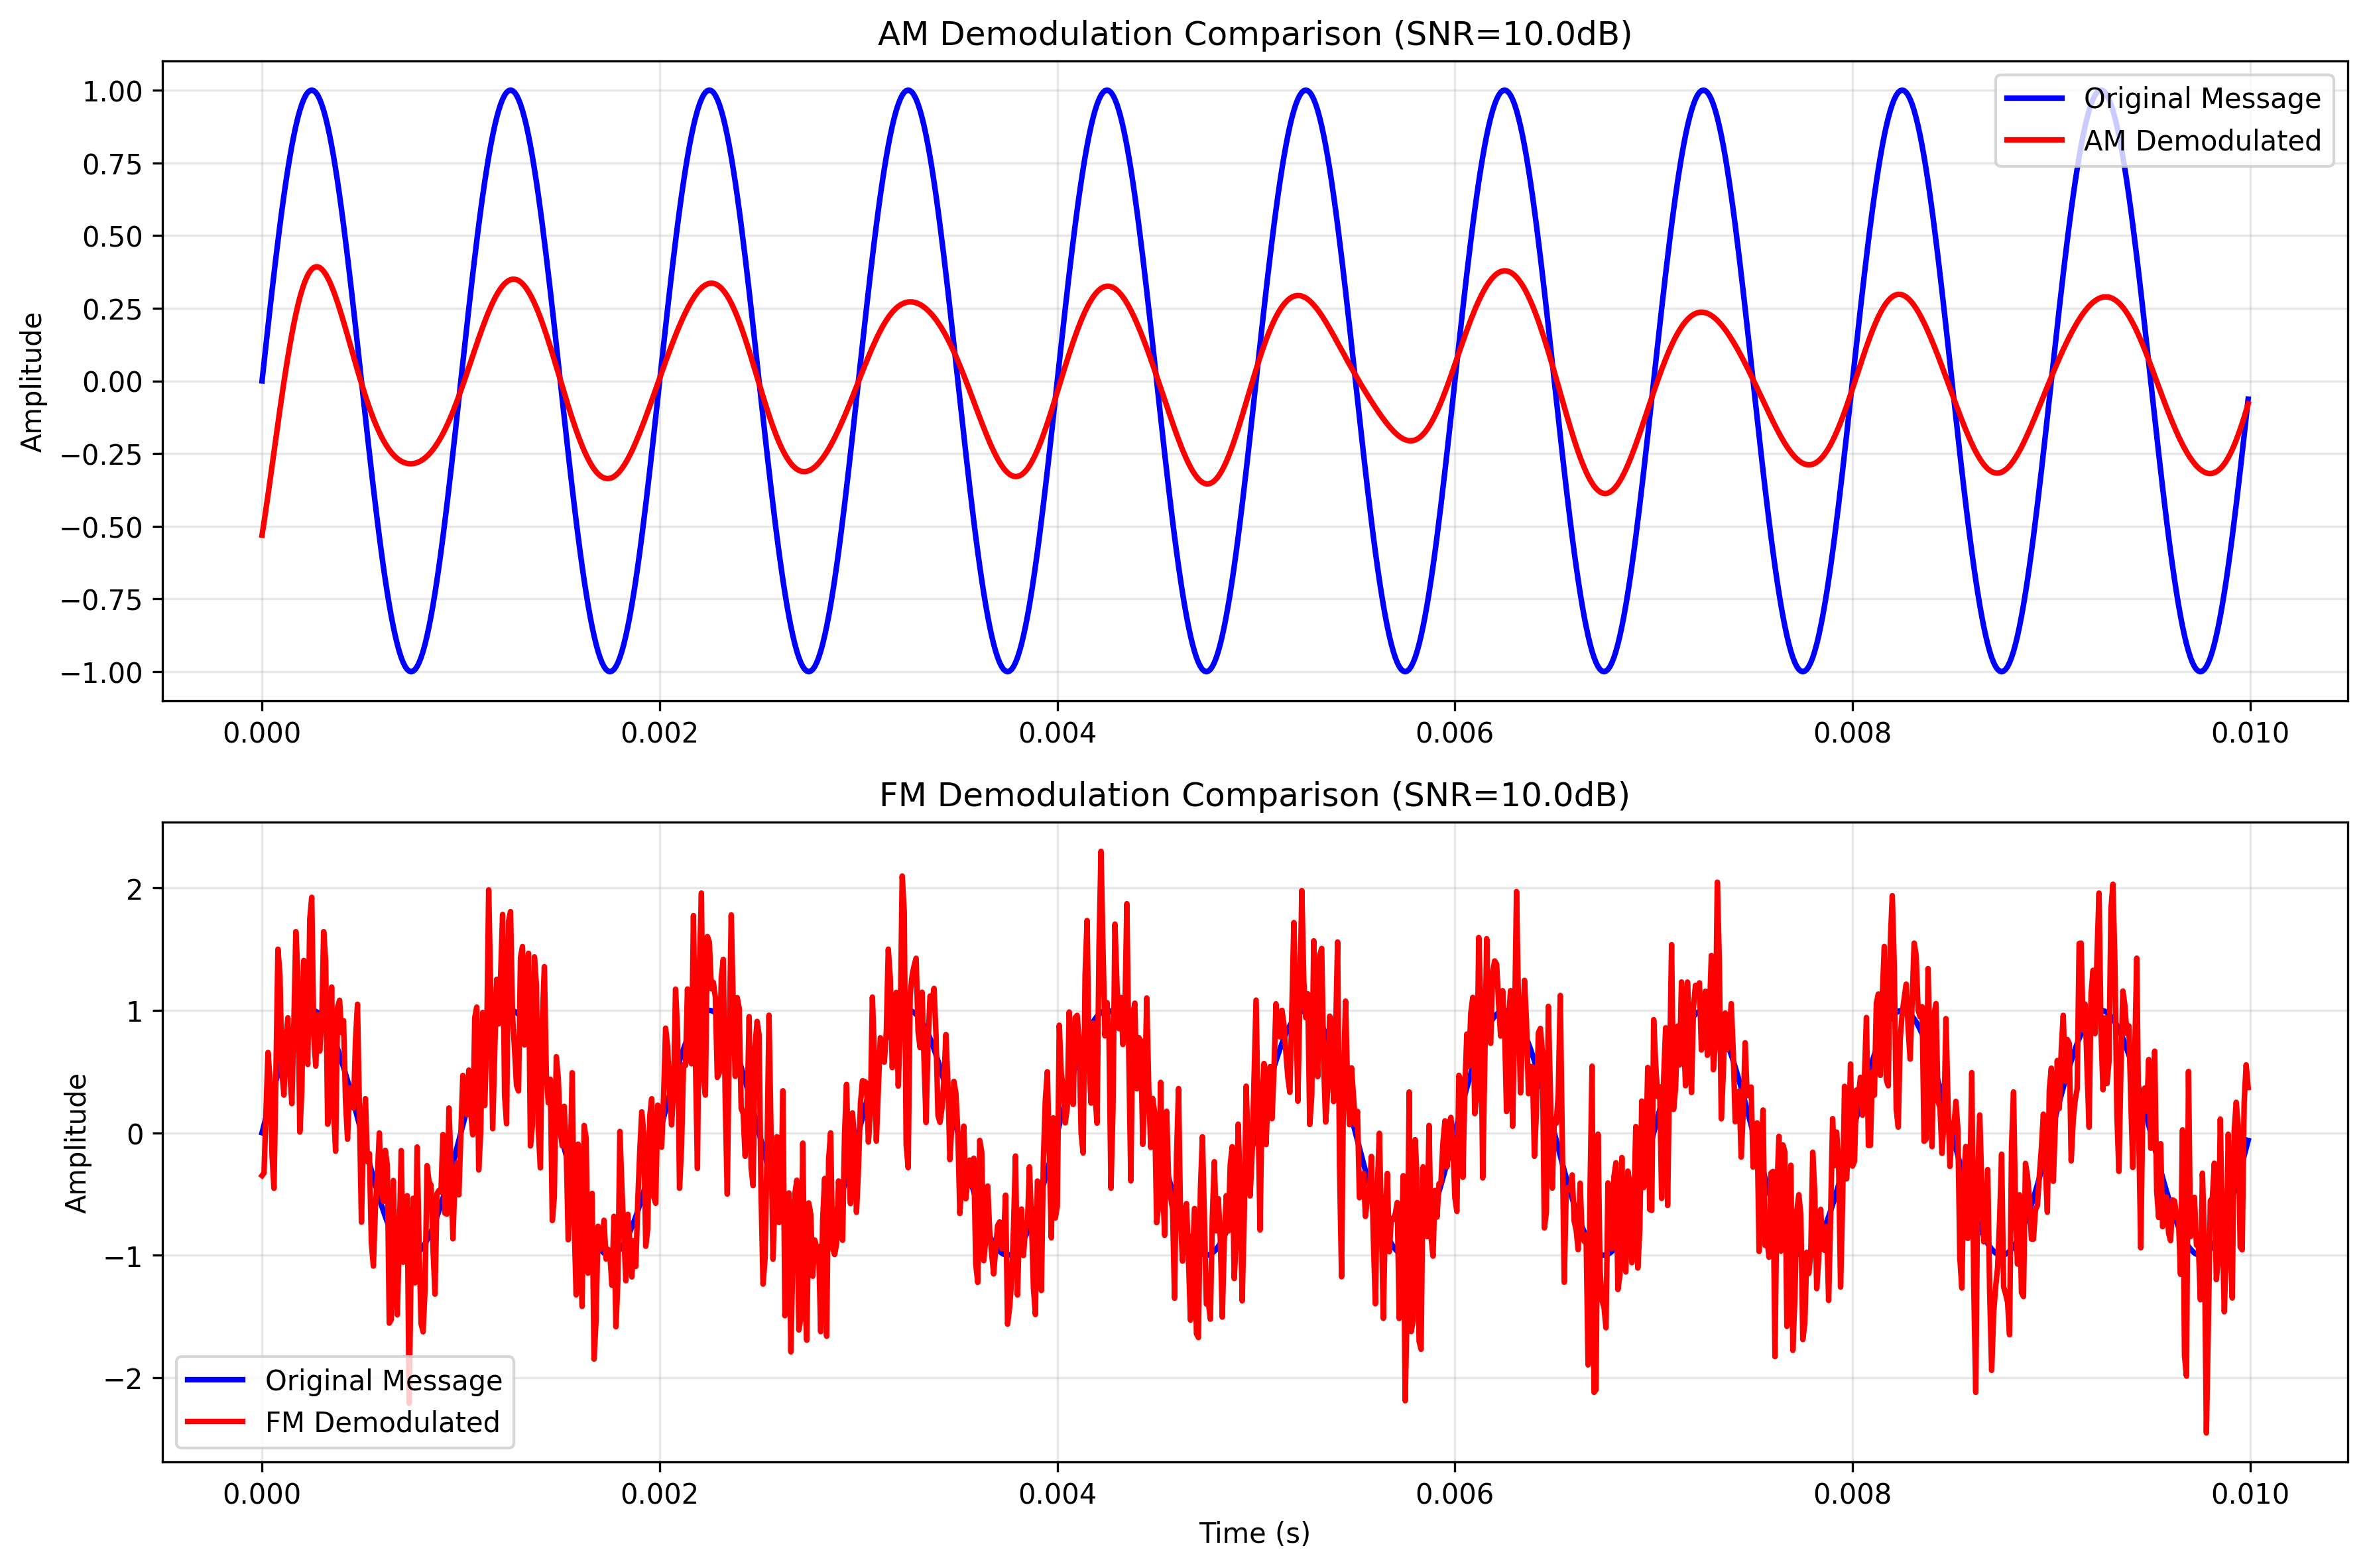 AM Demodulation Comparison (SNR=10.0dB)
Original Message
AM Demodulated
Amplitude
1.00
0.75
0.50
0.25
0.00
−0.25
−0.50
−0.75
−1.00
0.000 0.002 0.004 0.006 0.008 0.010
FM Demodulation Comparison (SNR=10.0dB)
Amplitude
2
1
0
−1
−2
Original Message
FM Demodulated
0.000 0.002 0.004 0.006 0.008 0.010
Time (s)